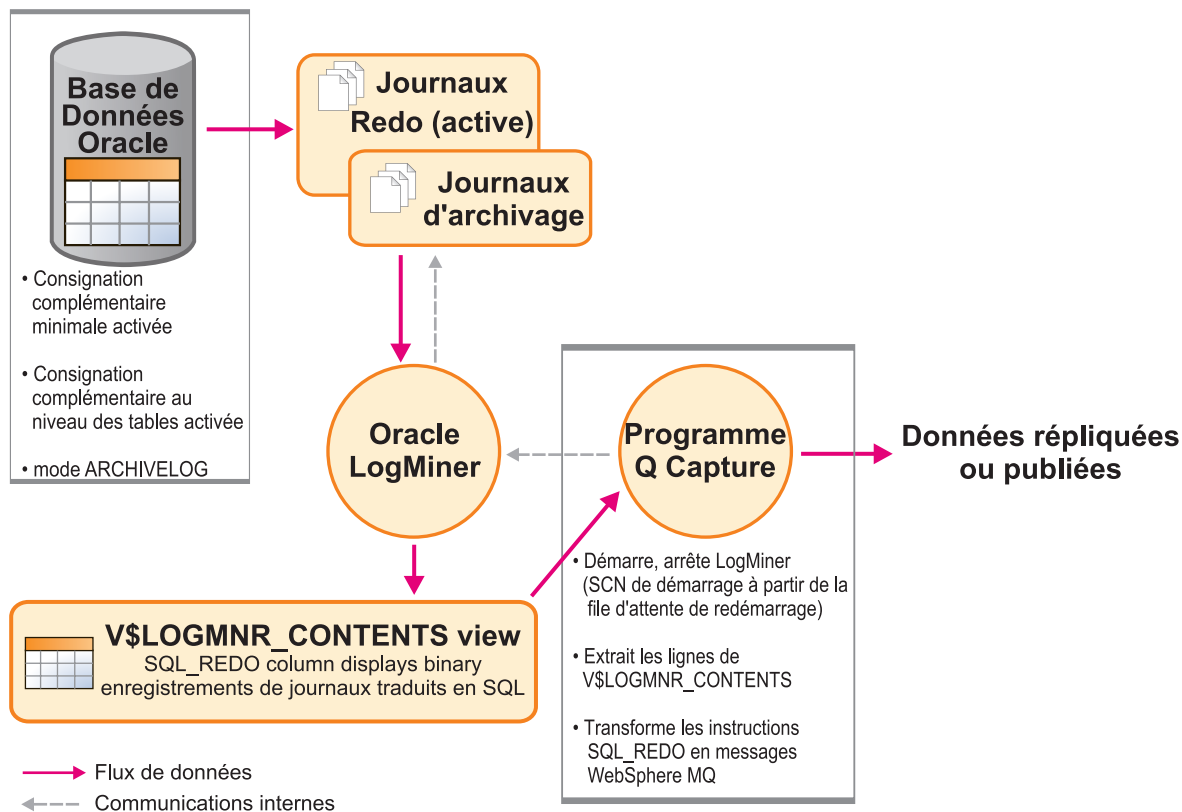 Base de
Données
Oracle
• Consignation
complémentaire
minimale activée
• Consignation
complémentaire au
niveau des tables activée
• mode ARCHIVELOG
Journaux
Redo (active)
Journaux
d'archivage
Oracle
LogMiner
Programme
Q Capture
Données répliquées
ou publiées
• Démarre, arrête LogMiner
(SCN de démarrage à partir de la
file d'attente de redémarrage)
• Extrait les lignes de
V$LOGMNR_CONTENTS
• Transforme les instructions
SQL_REDO en messages
WebSphere MQ
V$LOGMNR_CONTENTS view
SQL_REDO column displays binary
enregistrements de journaux traduits en SQL
Flux de données
Communications internes